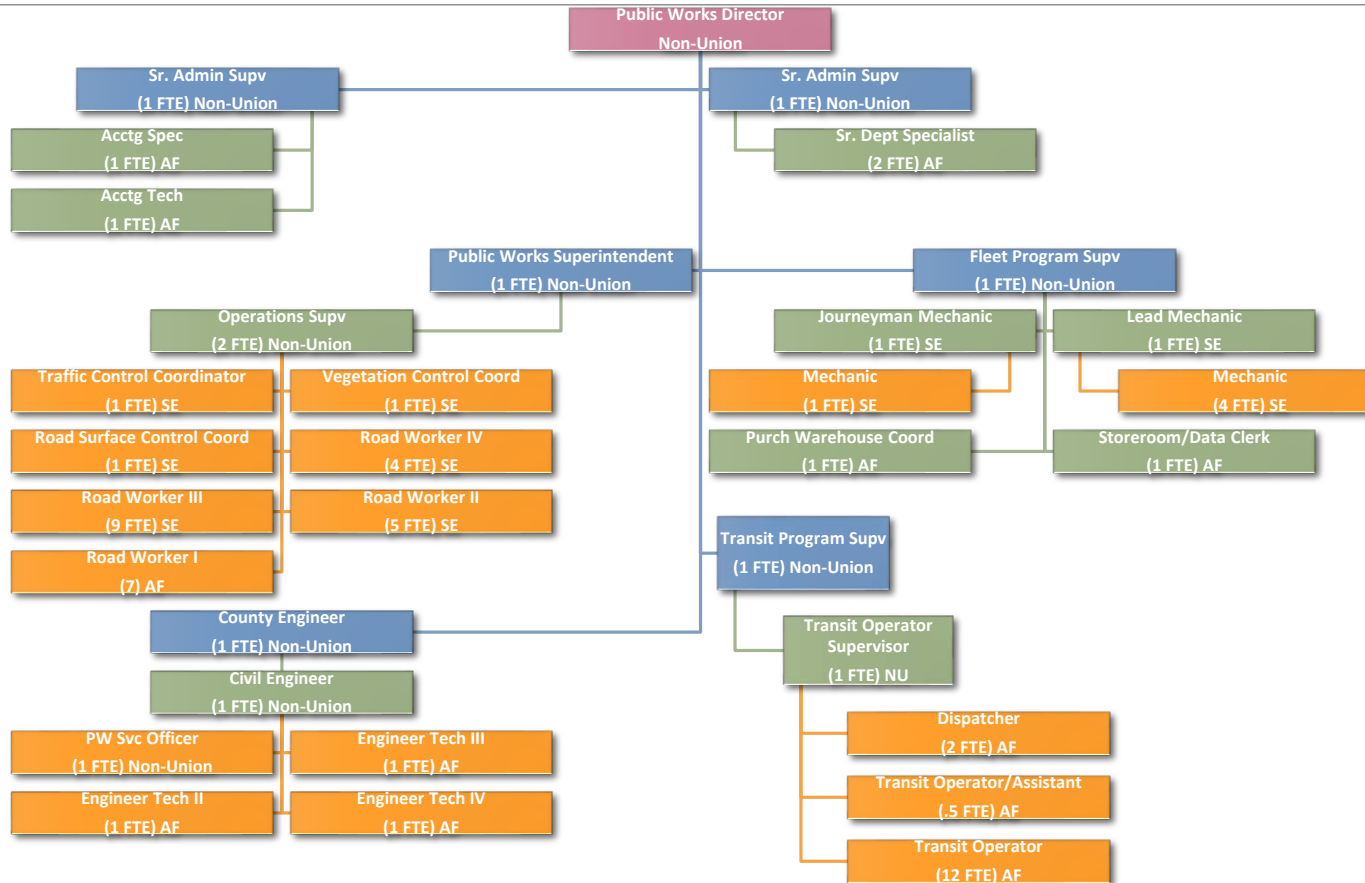 Public Works Director
Non-Union
Sr. Admin Supv
(1 FTE) Non-Union
Sr. Admin Supv
(1 FTE) Non-Union
Acctg Spec
(1 FTE) AF
Sr. Dept Specialist
(2 FTE) AF
Acctg Tech
(1 FTE) AF
Public Works Superintendent
(1 FTE) Non-Union
Fleet Program Supv
(1 FTE) Non-Union
Operations Supv
(2 FTE) Non-Union
Journeyman Mechanic
(1 FTE) SE
Lead Mechanic
(1 FTE) SE
Traffic Control Coordinator
(1 FTE) SE
Vegetation Control Coord
(1 FTE) SE
Mechanic
(1 FTE) SE
Mechanic
(4 FTE) SE
Road Surface Control Coord
(1 FTE) SE
Road Worker IV
(4 FTE) SE
Purch Warehouse Coord
(1 FTE) AF
Storeroom/Data Clerk
(1 FTE) AF
Road Worker III
(9 FTE) SE
Road Worker II
(5 FTE) SE
Road Worker I
(7) AF
Transit Program Supv
(1 FTE) Non-Union
County Engineer
(1 FTE) Non-Union
Transit Operator
Supervisor
(1 FTE) NU
Civil Engineer
(1 FTE) Non-Union
PW Svc Officer
(1 FTE) Non-Union
Engineer Tech III
(1 FTE) AF
Dispatcher
(2 FTE) AF
Engineer Tech II
(1 FTE) AF
Engineer Tech IV
(1 FTE) AF
Transit Operator/Assistant
(.5 FTE) AF
Transit Operator
(12 FTE) AF